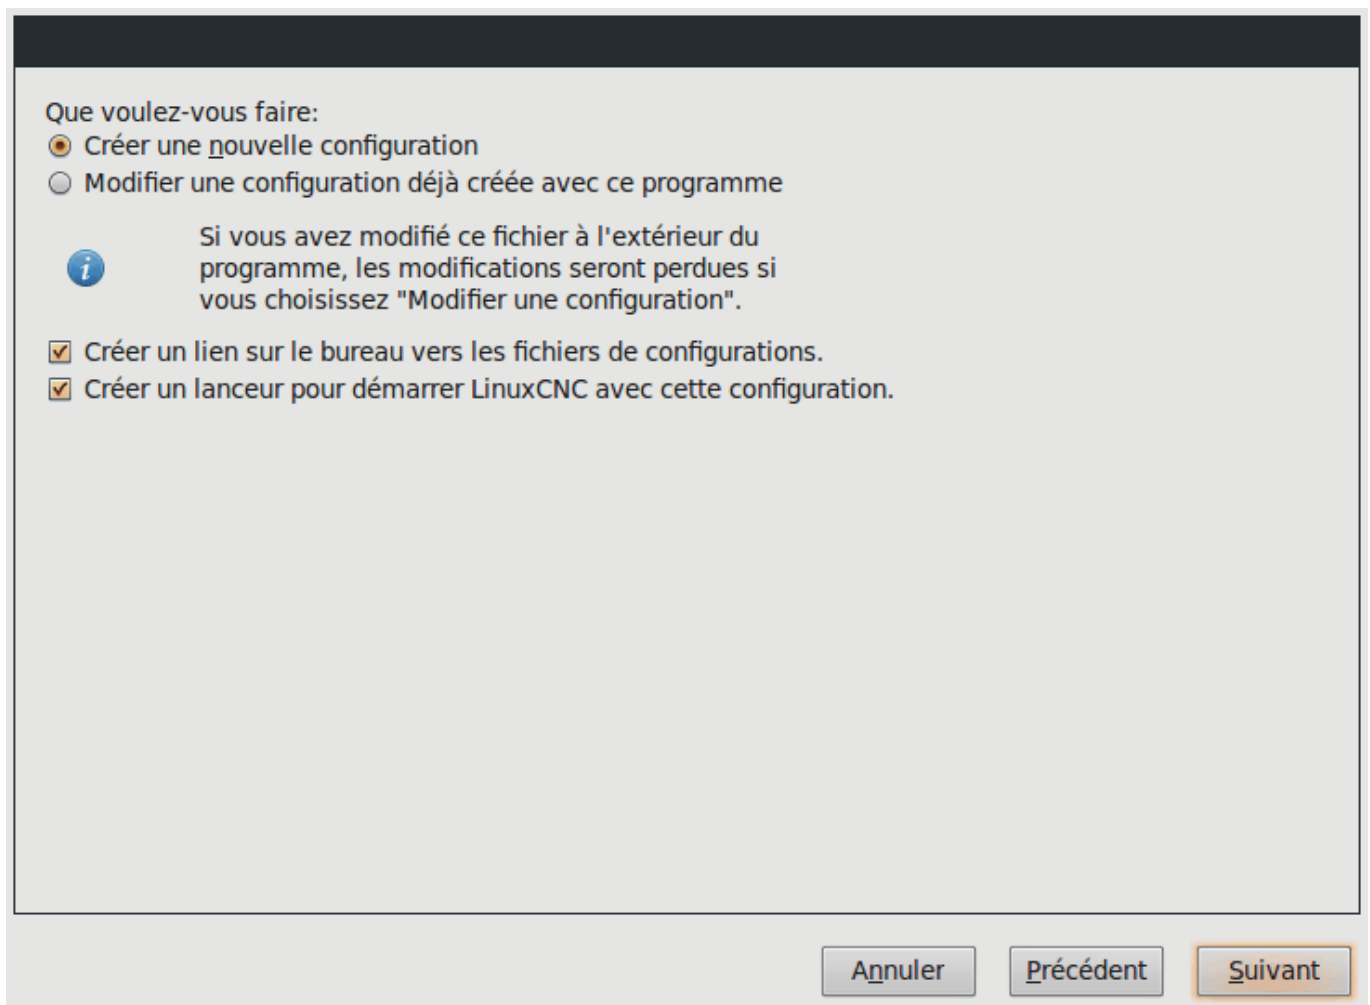 Que voulez-vous faire:
Créer une nouvelle configuration
Modifier une configuration déjà créée avec ce programme
Si vous avez modifié ce fichier à l'extérieur du
programme, les modifications seront perdues si
vous choisissez "Modifier une configuration".
Créer un lien sur le bureau vers les fichiers de configurations.
Créer un lanceur pour démarrer LinuxCNC avec cette configuration.
Annuler
Précédent
Suivant